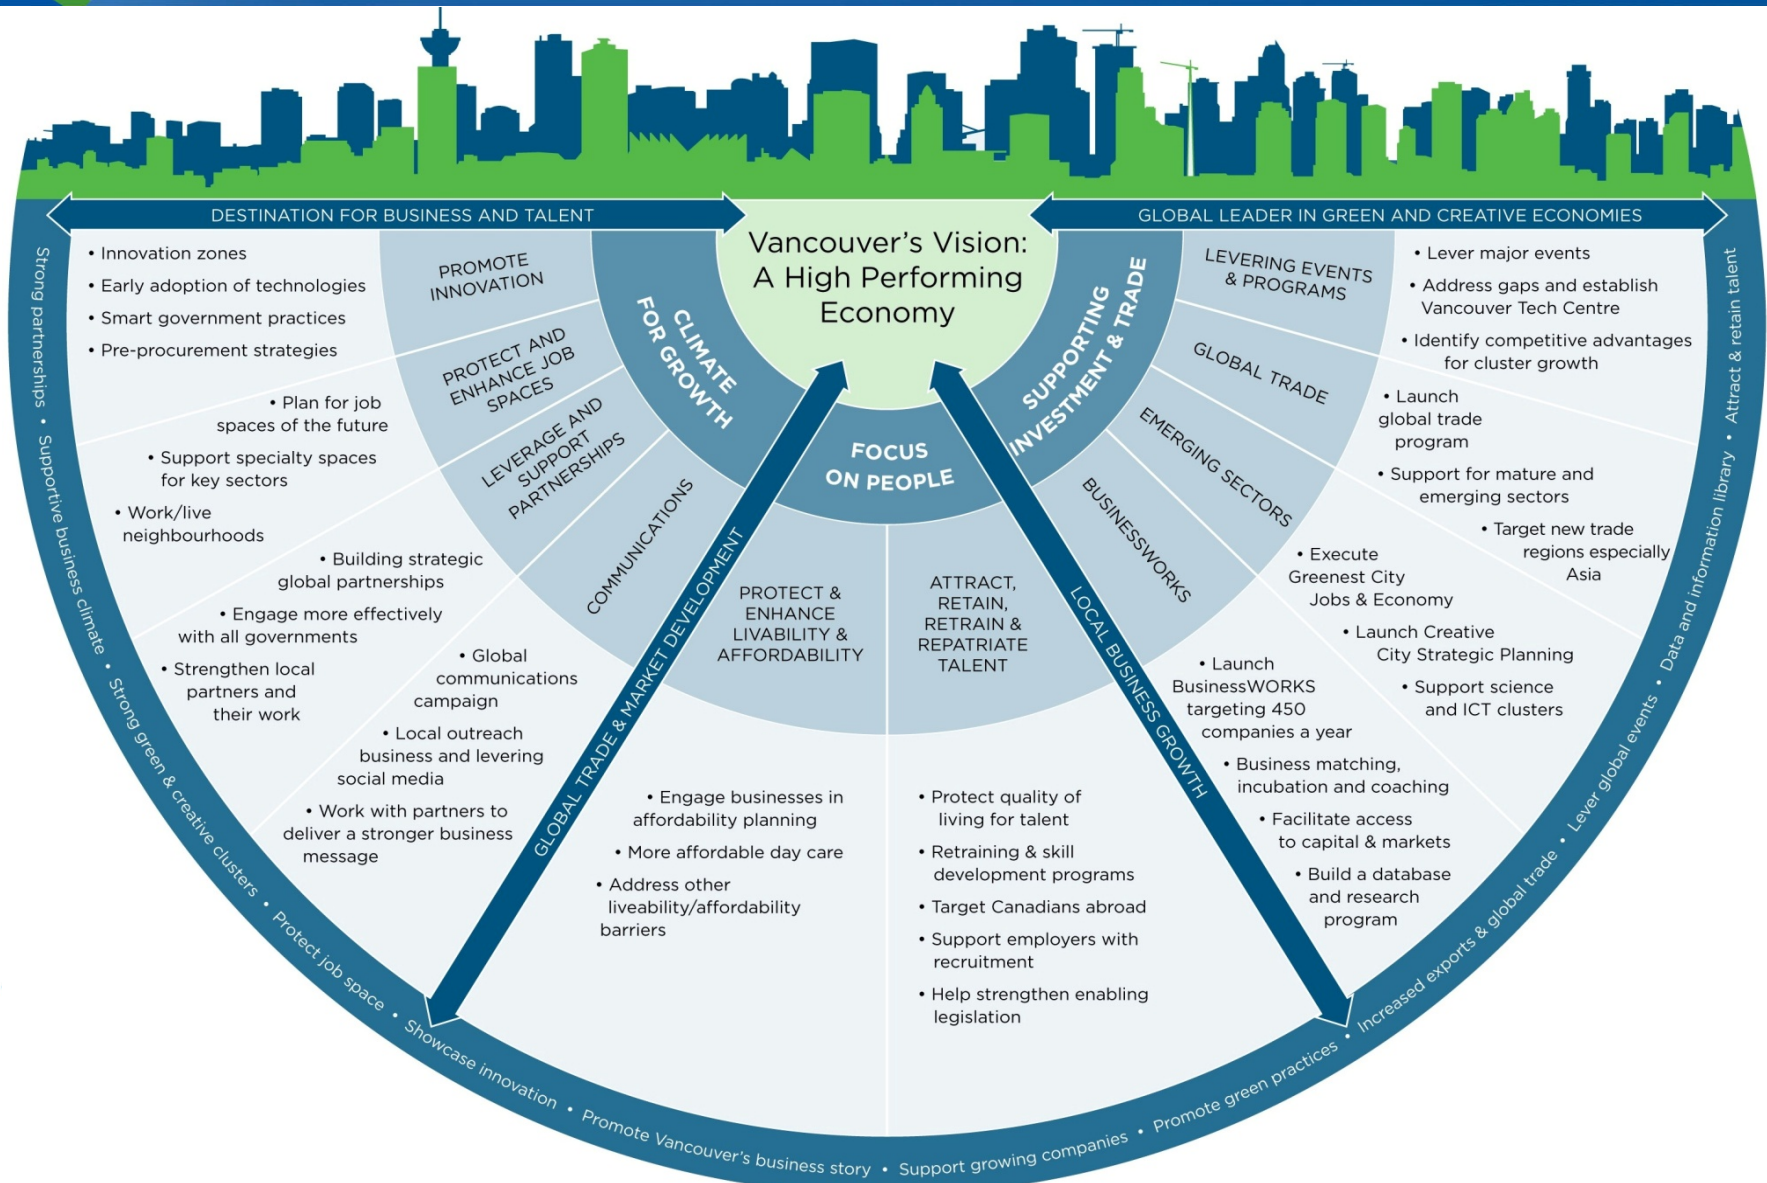 DESTINATION FOR BUSINESS AND TALENT
GLOBAL LEADER IN GREEN AND CREATIVE ECONOMIES
Vancouver's Vision:
A High Performing
Economy
CLIMATE
FOR GROWTH
PROMOTE
INNOVATION
• Innovation zones
• Early adoption of technologies
• Smart government practices
• Pre-procurement strategies
PROTECT AND
ENHANCE JOB
SPACES
• Plan for job
spaces of the future
• Support specialty spaces
for key sectors
• Work/live
neighbourhoods
LEVERAGE AND
SUPPORT
PARTNERSHIPS
• Building strategic
global partnerships
• Engage more effectively
with all governments
• Strengthen local
partners and
their work
COMMUNICATIONS
• Global
communications
campaign
• Local outreach
business and levering
social media
• Work with partners to
deliver a stronger business
message
GLOBAL TRADE & MARKET DEVELOPMENT
FOCUS
ON PEOPLE
PROTECT &
ENHANCE
LIVABILITY &
AFFORDABILITY
• Engage businesses in
affordability planning
• More affordable day care
• Address other
liveability/affordability
barriers
ATTRACT,
RETAIN,
RETRAIN &
REPATRIATE
TALENT
• Protect quality of
living for talent
• Retraining & skill
development programs
• Target Canadians abroad
• Support employers with
recruitment
• Help strengthen enabling
legislation
LOCAL BUSINESS GROWTH
SUPPORTING
INVESTMENT & TRADE
LEVERING EVENTS
& PROGRAMS
• Lever major events
• Address gaps and establish
Vancouver Tech Centre
• Identify competitive advantages
for cluster growth
GLOBAL TRADE
• Launch
global trade
program
• Support for mature and
emerging sectors
• Target new trade
regions especially
Asia
EMERGING SECTORS
• Execute
Greenest City
Jobs & Economy
• Launch Creative
City Strategic Planning
• Support science
and ICT clusters
BUSINESSWORKS
• Launch
BusinessWORKS
targeting 450
companies a year
• Business matching,
incubation and coaching
• Facilitate access
to capital & markets
• Build a database
and research
program
Strong partnerships • Supportive business climate • Strong green & creative clusters • Protect job space • Showcase innovation • Promote Vancouver's business story • Support growing companies • Promote green practices • Increased exports & global trade • Lever global events • Data and information library • Attract & retain talent